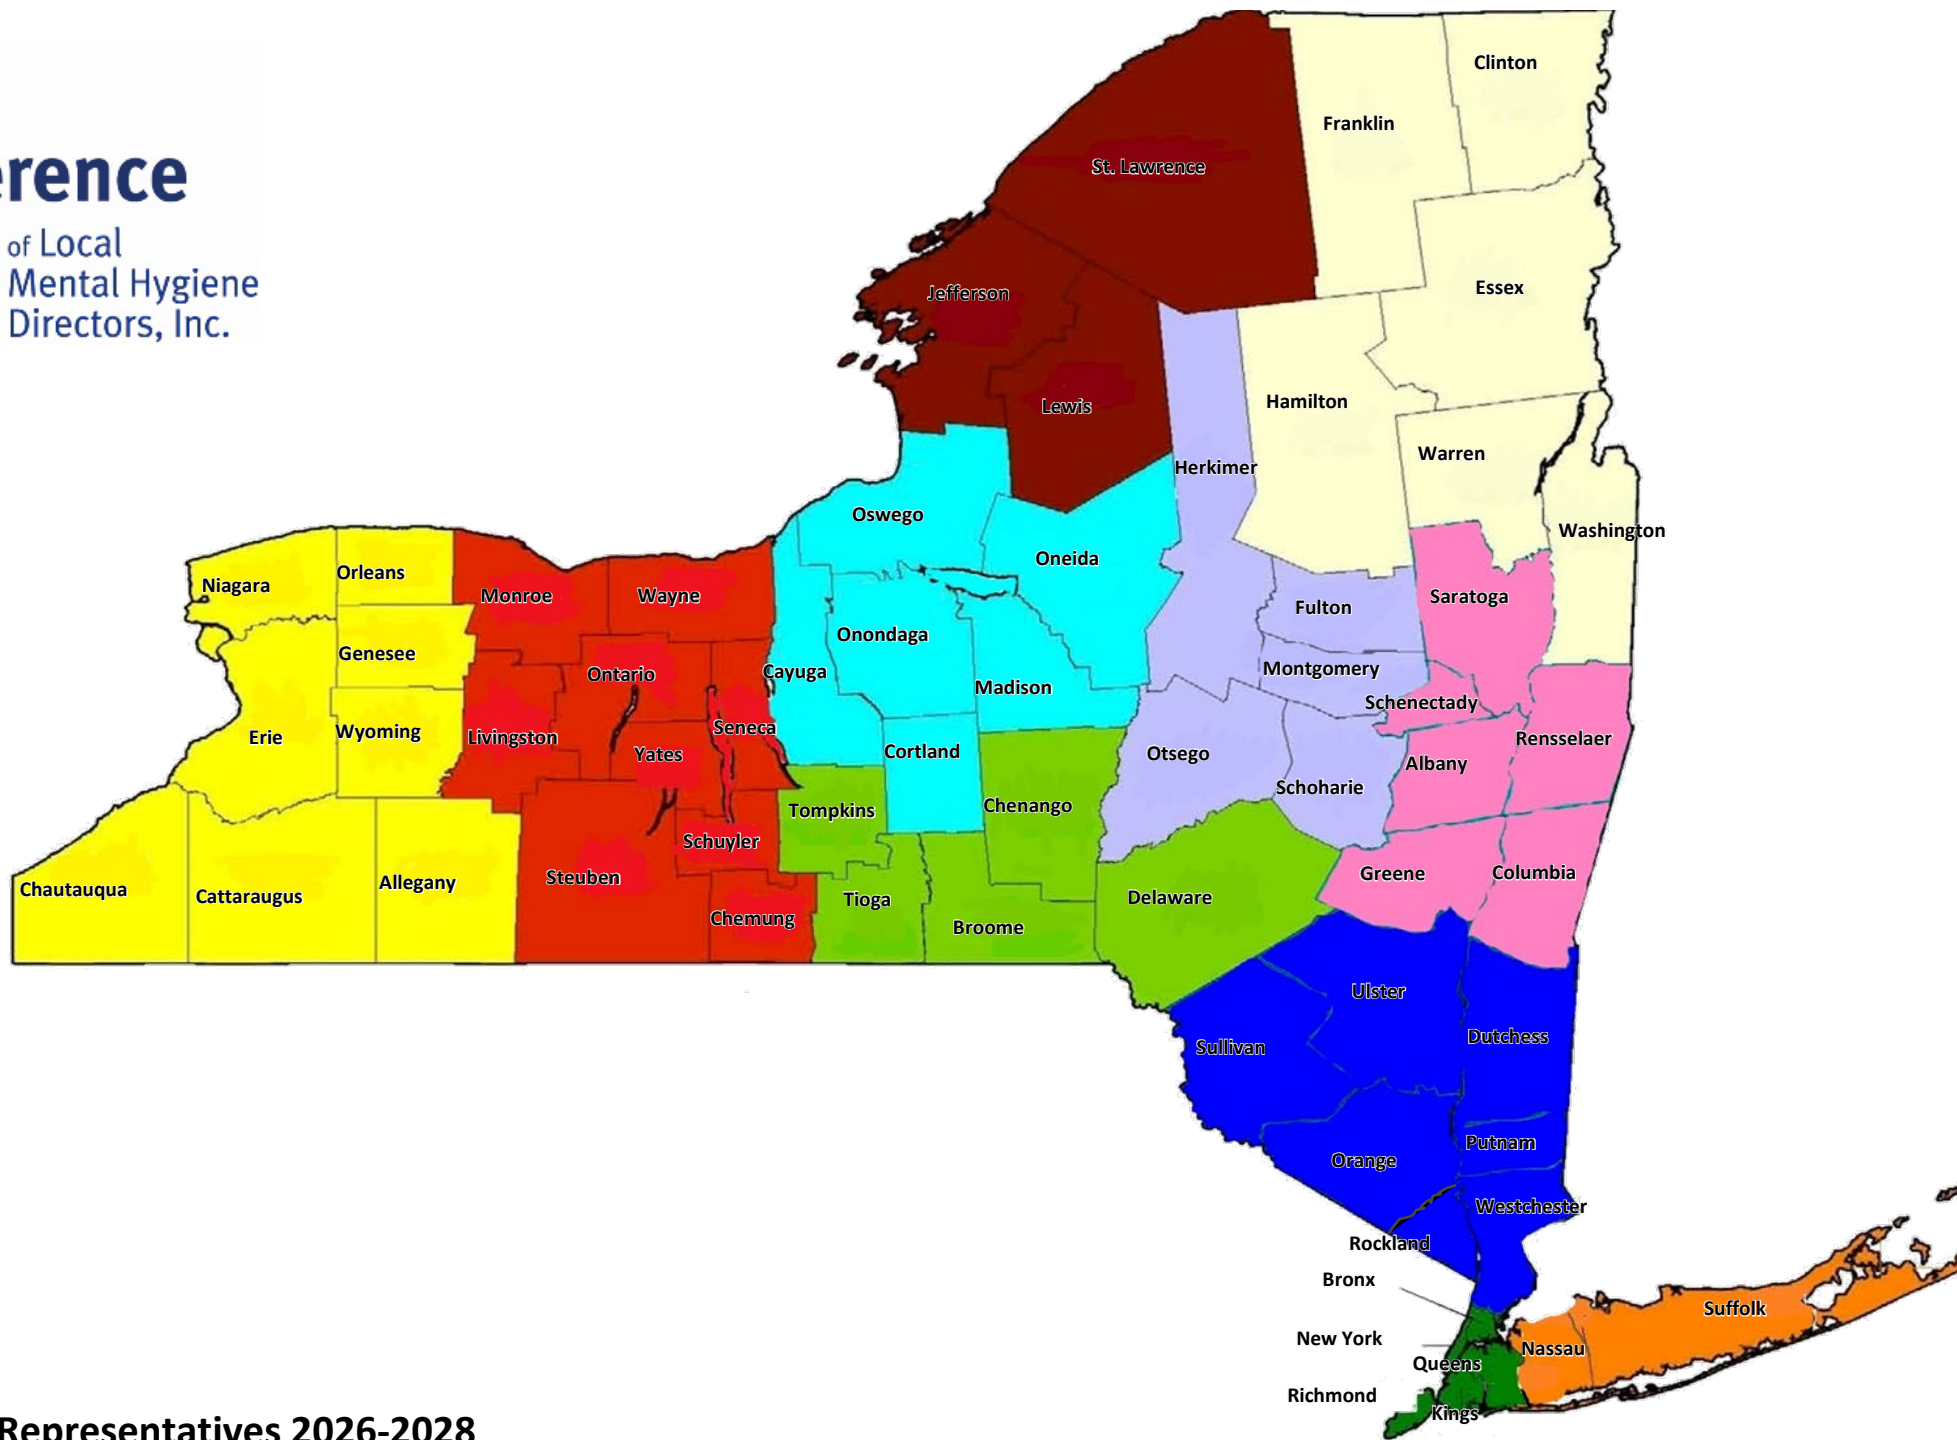 erence
of Local
Mental Hygiene
Directors, Inc.
Clinton
Franklin
St. Lawrence
Essex
Jefferson
Hamilton
Lewis
Warren
Herkimer
Oswego
Washington
Oneida
Orleans
Niagara
Monroe
Wayne
Saratoga
Fulton
Onondaga
Genesee
Montgomery
Cayuga
Ontario
Madison
Schenectady
Seneca
Wyoming
Erie
Livingston
Rensselaer
Cortland
Yates
Otsego
Albany
Schoharie
Chenango
Tompkins
Schuyler
Columbia
Greene
Steuben
Allegany
Chautauqua
Cattaraugus
Delaware
Tioga
Chemung
Broome
Ulster
Dutchess
Sullivan
Putnam
Orange
Westchester
Rockland
Bronx
Suffolk
New York
Nassau
Queens
Richmond
Kings
Representatives 2026-2028